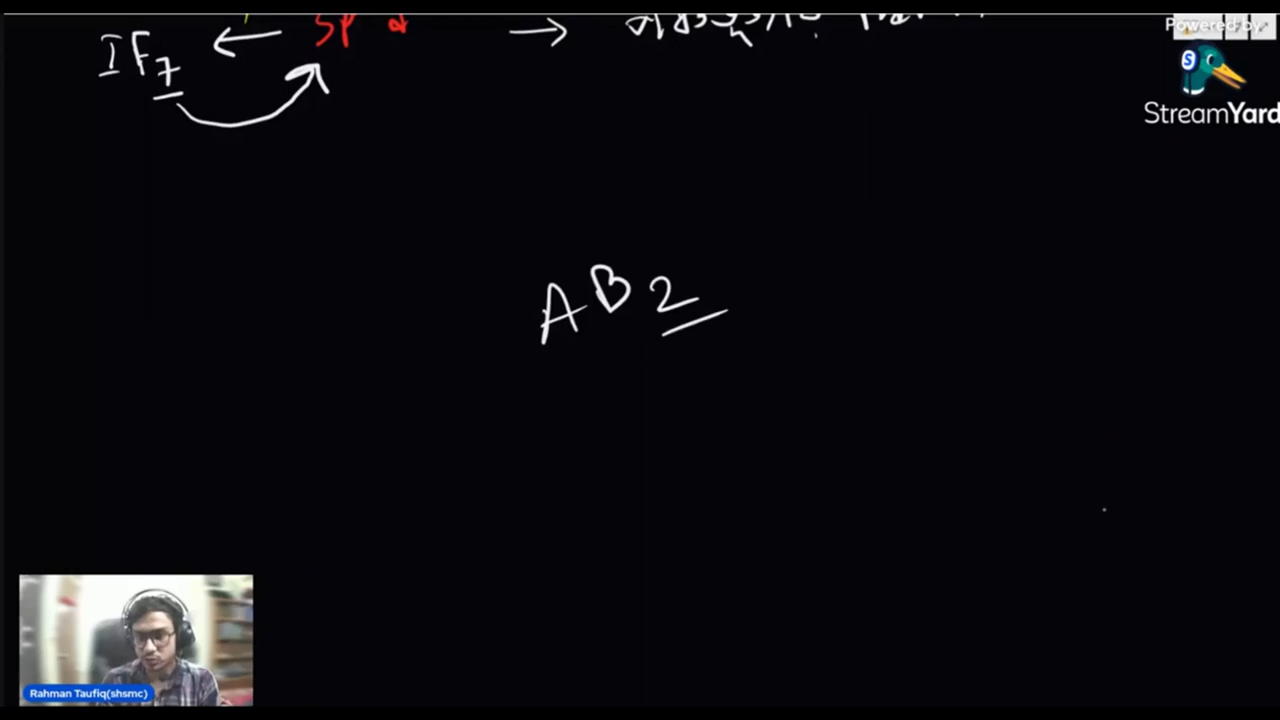 Powered by
IF7 ← sp →
StreamYard
AB2
Rahman Taufiq(shsmc)